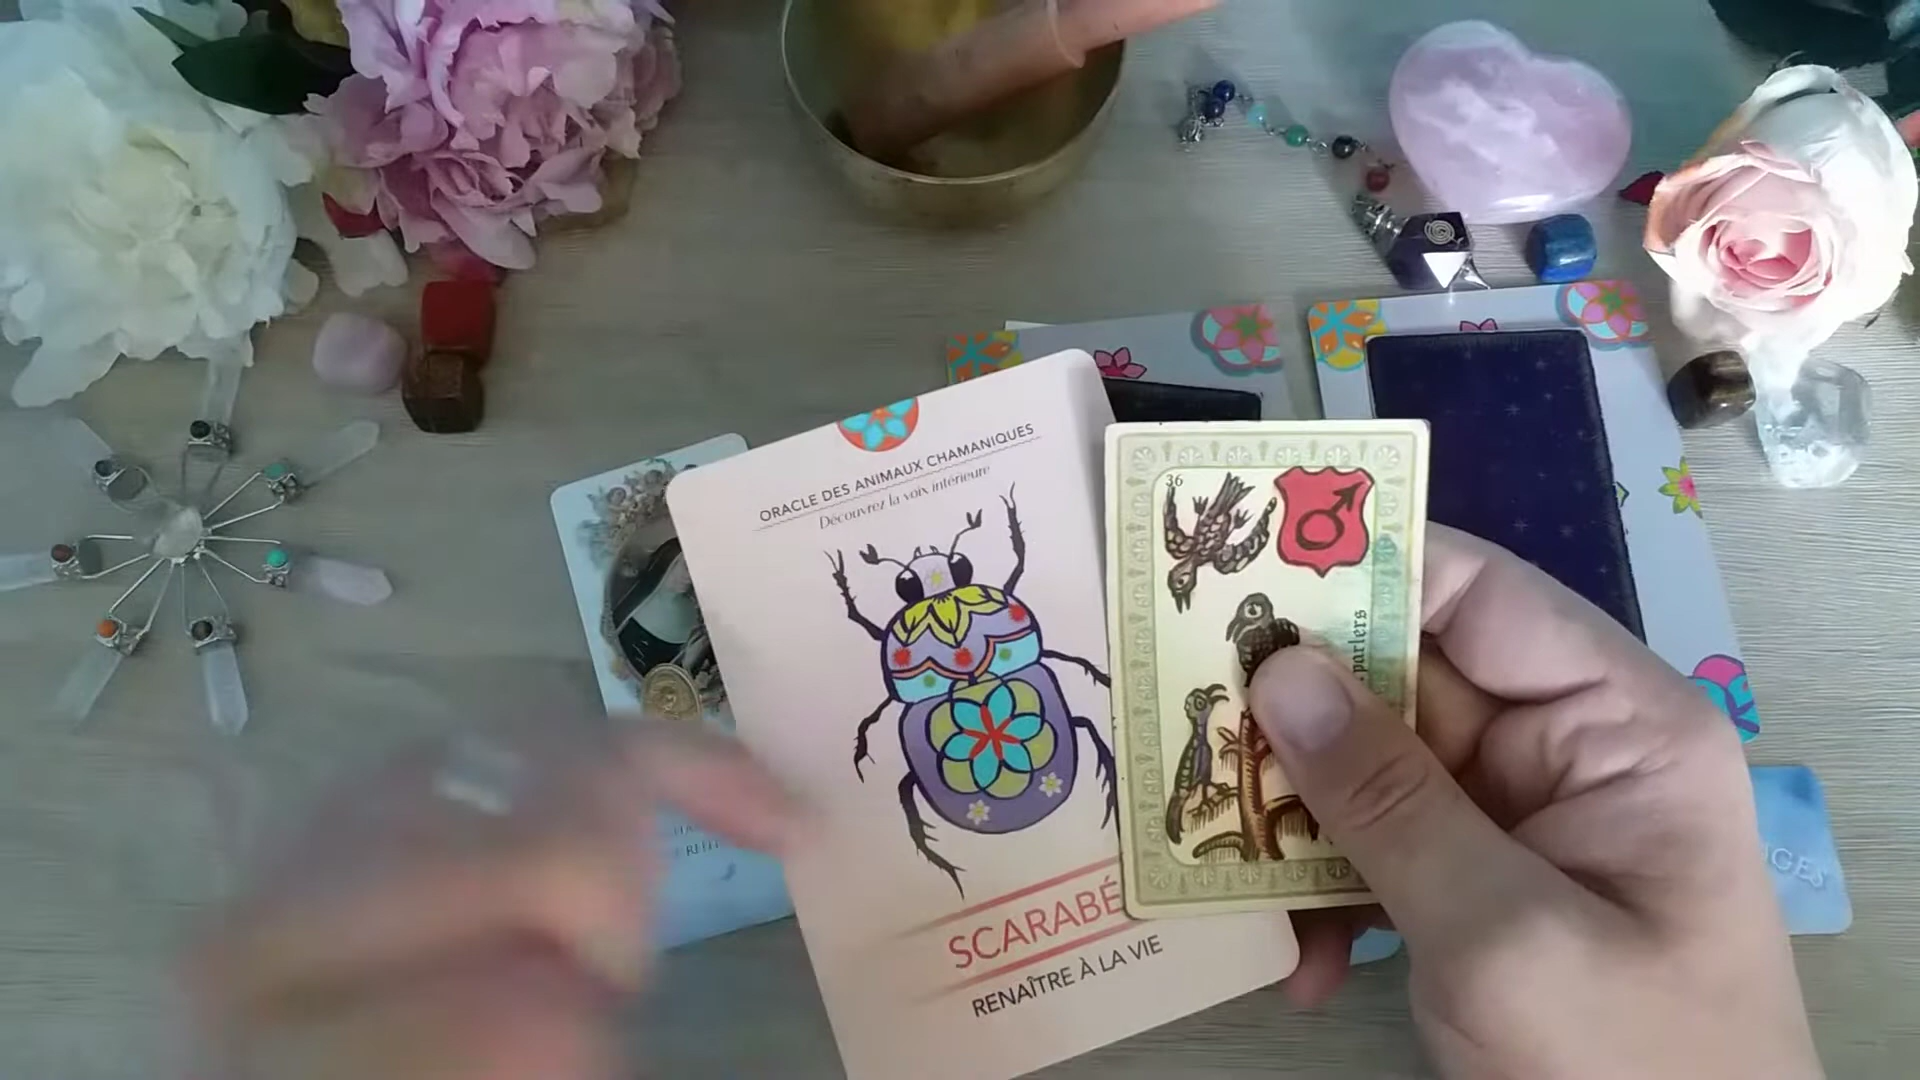 ORACLE DES ANIMAUX CHAMANIQUES
Découvrez la voix intérieure
36
parlers
SCARABÉ
RENAÎTRE À LA VIE